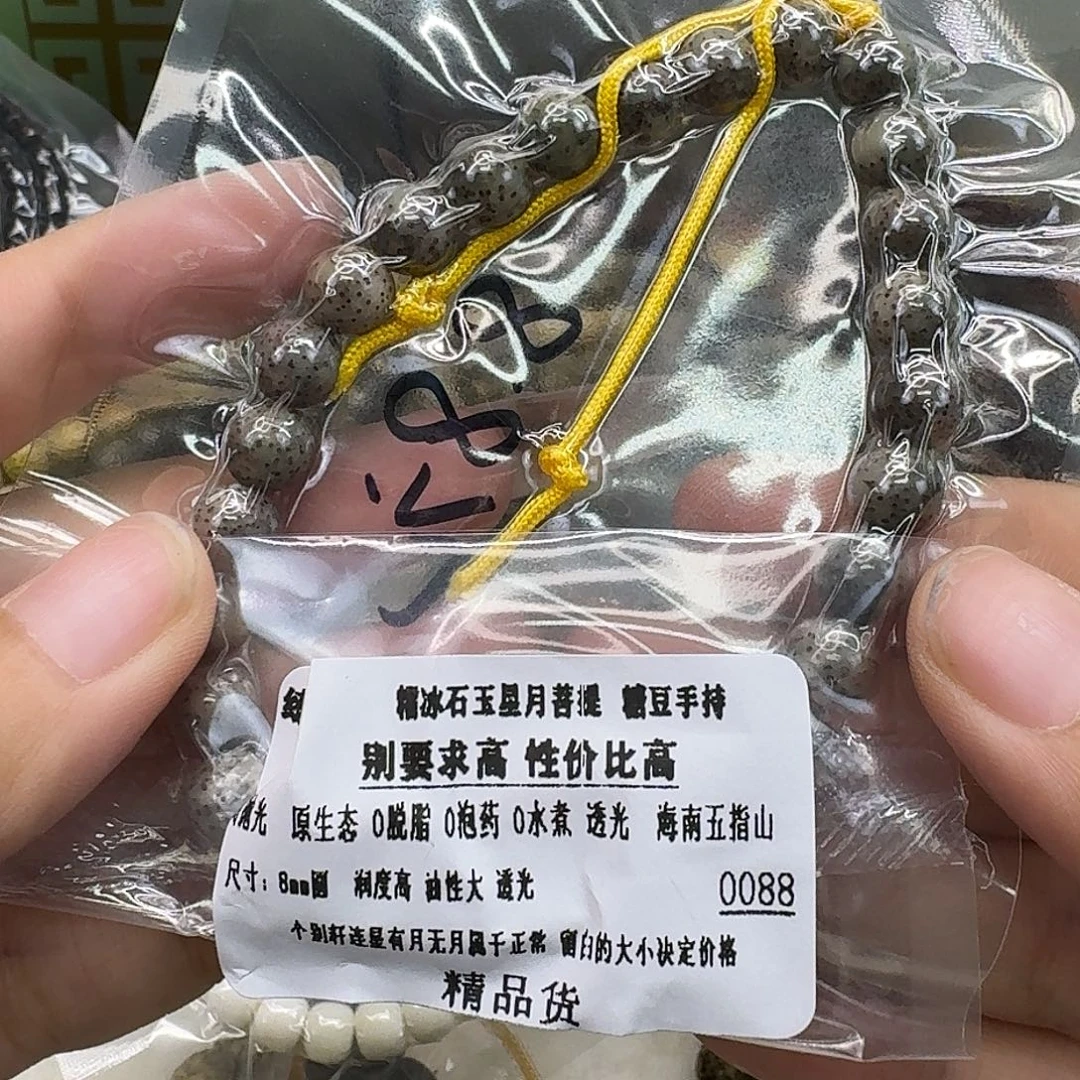 糯冰石玉星月菩提 糖豆手持
别要求高 性价比高
原生态 0脱脂 0泡药 0水煮 透光 海南五指山
尺寸：8mm圆 润度高 油性大 透光
0088
个别轩连显有月无月属于正常 留白的大小决定价格
精品货